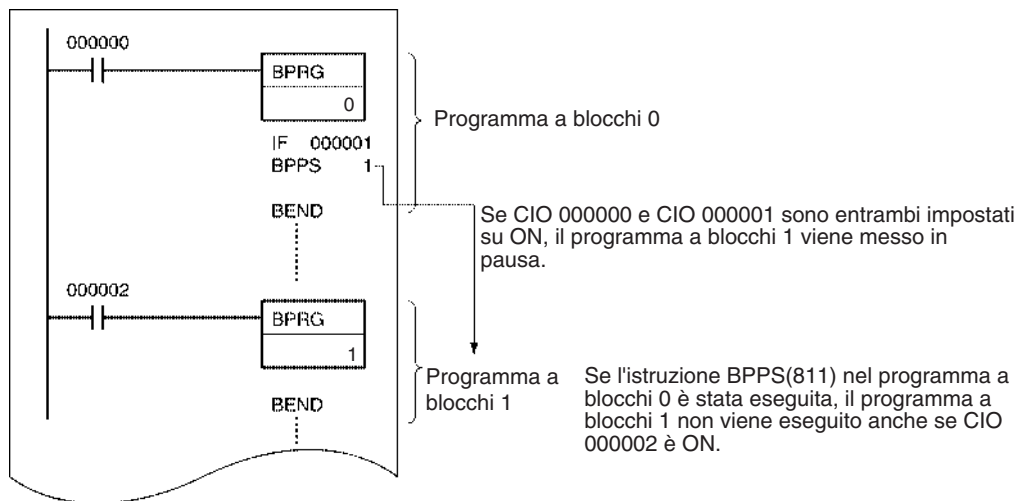 000000
BPRG
0
Programma a blocchi 0
IF 000001
BPPS 1
BEND
Se CIO 000000 e CIO 000001 sono entrambi impostati
su ON, il programma a blocchi 1 viene messo in
pausa.
000002
BPRG
1
Programma a
blocchi 1
BEND
Se l'istruzione BPPS(811) nel programma a
blocchi 0 è stata eseguita, il programma a
blocchi 1 non viene eseguito anche se CIO
000002 è ON.